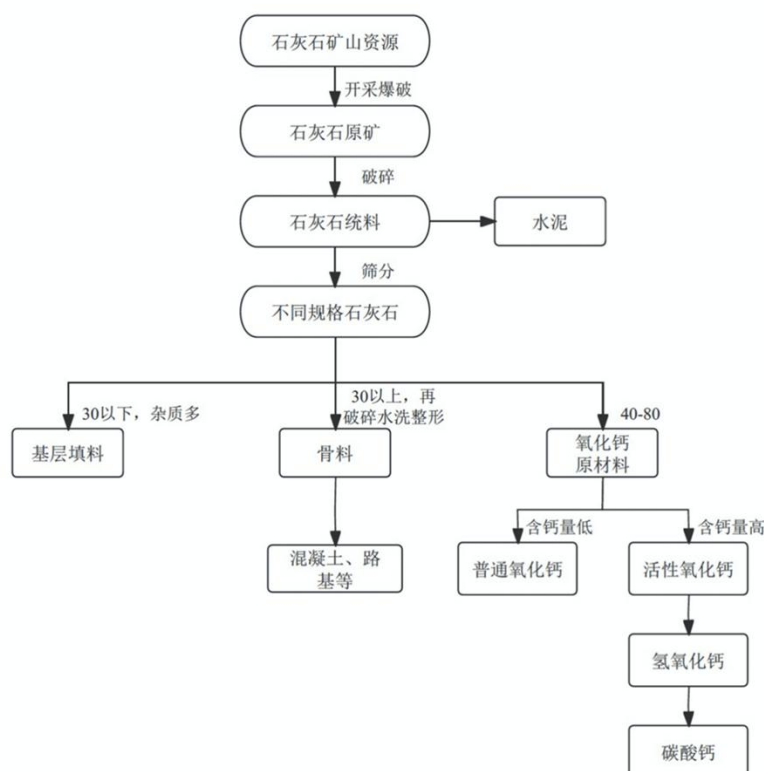 石灰石矿山资源
开采爆破
石灰石原矿
破碎
石灰石统料
水泥
筛分
不同规格石灰石
30以下，杂质多
30以上，再
破碎水洗整形
40-80
基层填料
骨料
氧化钙
原材料
含钙量低
含钙量高
混凝土、路
基等
普通氧化钙
活性氧化钙
氢氧化钙
碳酸钙